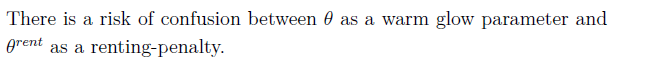 There is a risk of confusion between θ as a warm glow parameter and
θ^{rent} as a renting-penalty.